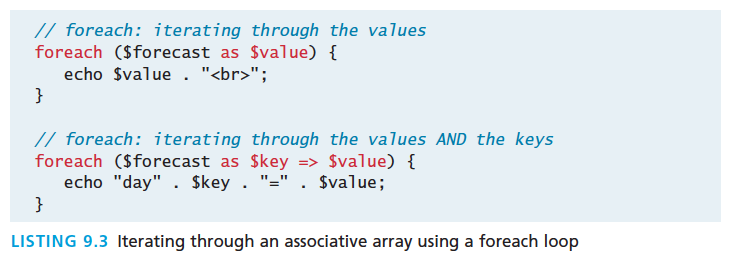 // foreach: iterating through the values
foreach ($forecast as $value) {
   echo $value . "<br>";
}
// foreach: iterating through the values AND the keys
foreach ($forecast as $key => $value) {
   echo "day" . $key . "=" . $value;
}
LISTING 9.3 Iterating through an associative array using a foreach loop